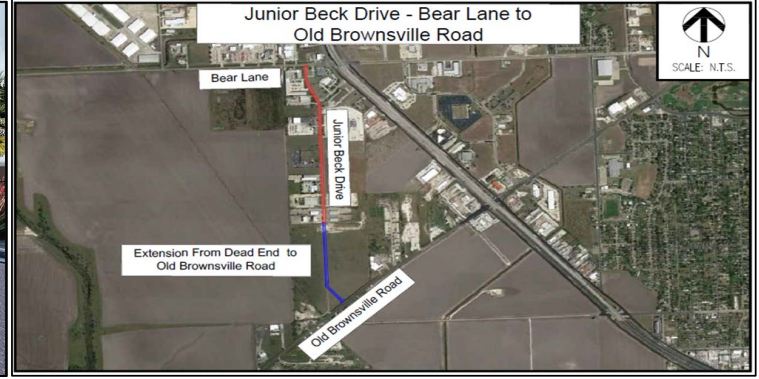 Junior Beck Drive - Bear Lane to
Old Brownsville Road
N
SCALE: N.T.S.
Bear Lane
Junior Beck Drive
Extension From Dead End to
Old Brownsville Road
Old Brownsville Road